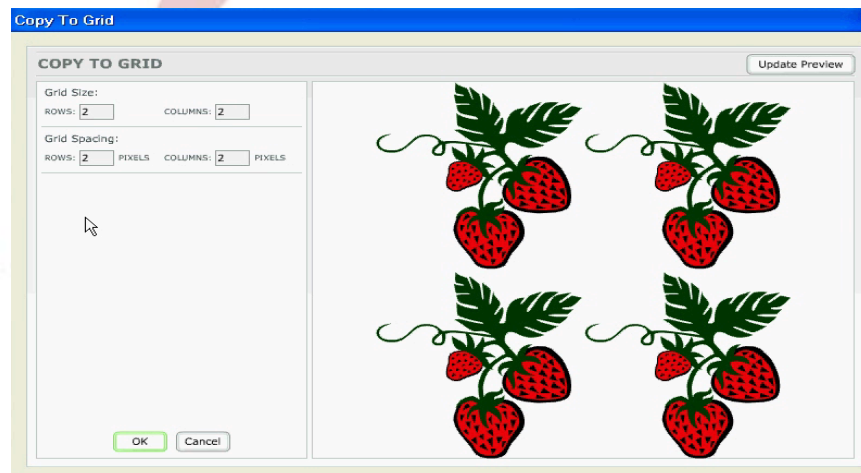 Copy To Grid
COPY TO GRID
Update Preview
Grid Size:
ROWS: 2 COLUMNS: 2
Grid Spacing:
ROWS: 2 PIXELS COLUMNS: 2 PIXELS
OK Cancel